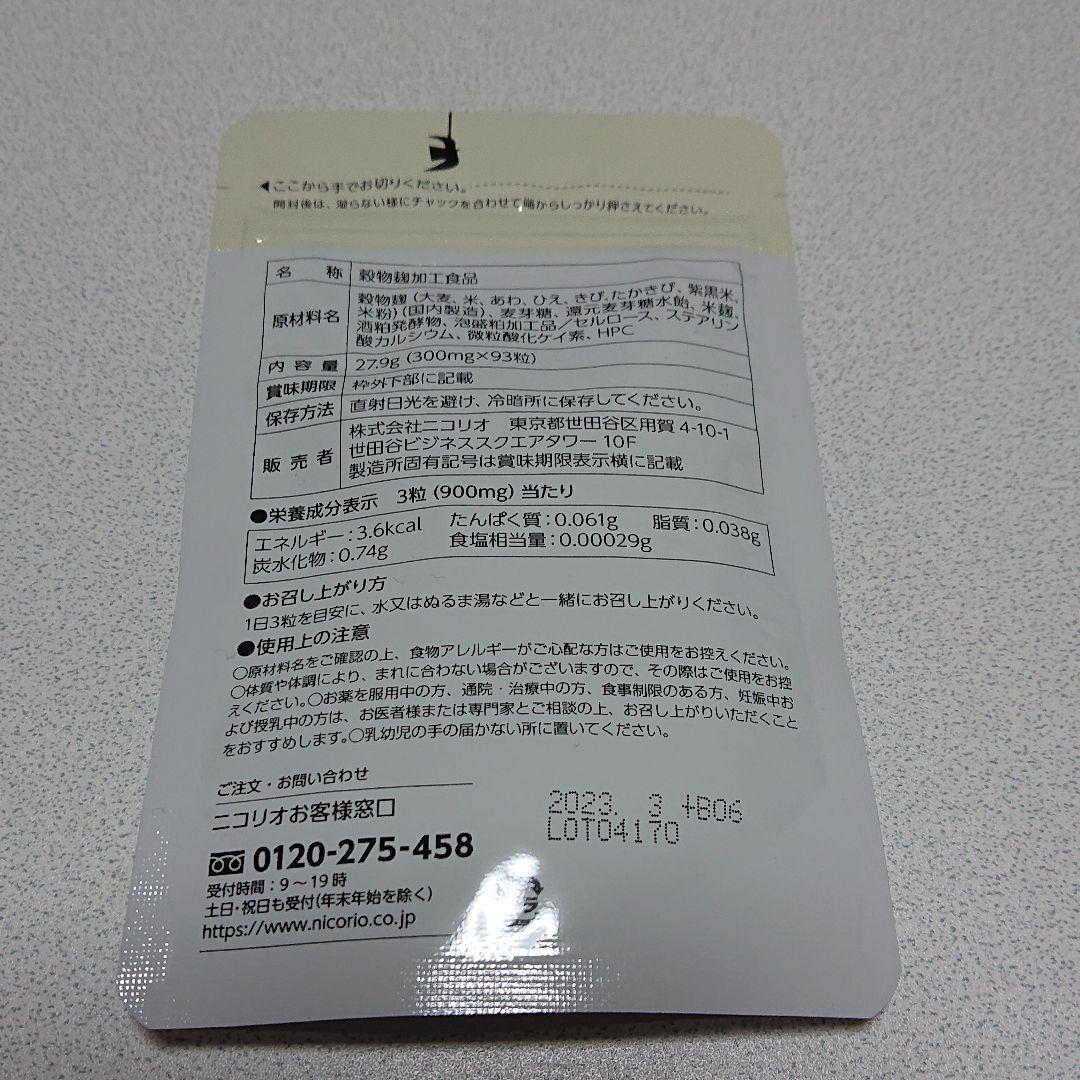 ◀ここから手でお切りください。
開封後は、湿らない様にチャックを合わせて端からしっかり押さえてください。
名称 穀物麹加工食品
原材料名 穀物麹(大麦、米、あわ、ひえ、きび、たかきび、紫黒米、
米粉)(国内製造)、麦芽糖、還元麦芽糖水飴、米麹、
酒粕発酵物、泡盛粕加工品/セルロース、ステアリン
酸カルシウム、微粒酸化ケイ素、HPC
内容量 27.9g (300mg×93粒)
賞味期限 枠外下部に記載
保存方法 直射日光を避け、冷暗所に保存してください。
販売者 株式会社ニコリオ 東京都世田谷区用賀4-10-1
世田谷ビジネススクエアタワー 10F
製造所固有記号は賞味期限表示横に記載
●栄養成分表示 3粒(900mg)当たり
エネルギー:3.6kcal たんぱく質:0.061g 脂質:0.038g
炭水化物:0.74g 食塩相当量:0.00029g
●お召し上がり方
1日3粒を目安に、水又はぬるま湯などと一緒にお召し上がりください。
●使用上の注意
○原材料名をご確認の上、食物アレルギーがご心配な方はご使用をお控えください。
○体質や体調により、まれに合わない場合がございますので、その際はご使用をお控
えください。○お薬を服用中の方、通院・治療中の方、食事制限のある方、妊娠中お
よび授乳中の方は、お医者様または専門家とご相談の上、お召し上がりいただくこと
をおすすめします。○乳幼児の手の届かない所に置いてください。
ご注文・お問い合わせ
ニコリオお客様窓口
0120-275-458
受付時間:9〜19時
土日・祝日も受付(年末年始を除く)
https://www.nicorio.co.jp
2023. 3 +B06
LOT04170